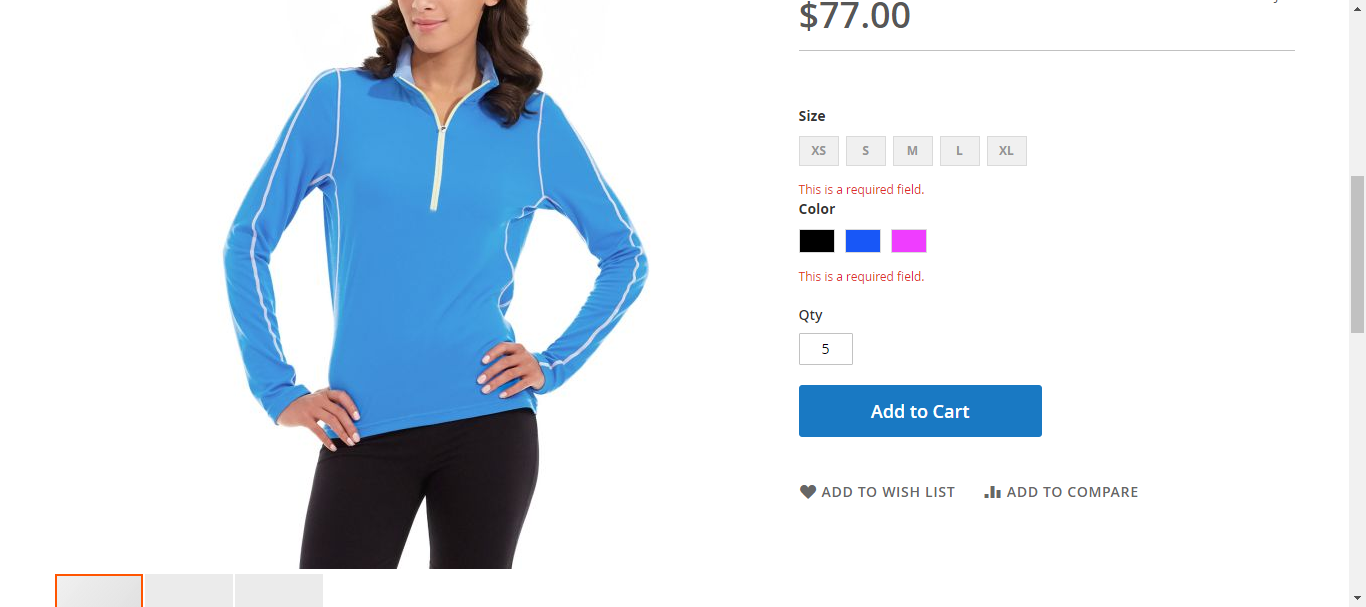 $77.00
Size
XS S M L XL
This is a required field.
Color
This is a required field.
Qty
5
Add to Cart
ADD TO WISH LIST ADD TO COMPARE